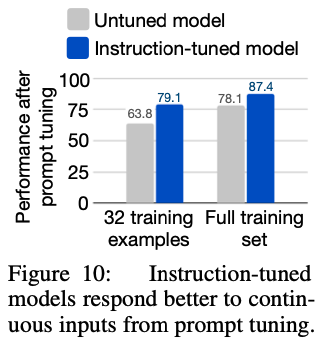 Untuned model
Instruction-tuned model
Performance after
prompt tuning
100
75
50
25
0
63.8
79.1
78.1
87.4
32 training
examples
Full training
set
Figure 10: Instruction-tuned
models respond better to contin-
uous inputs from prompt tuning.